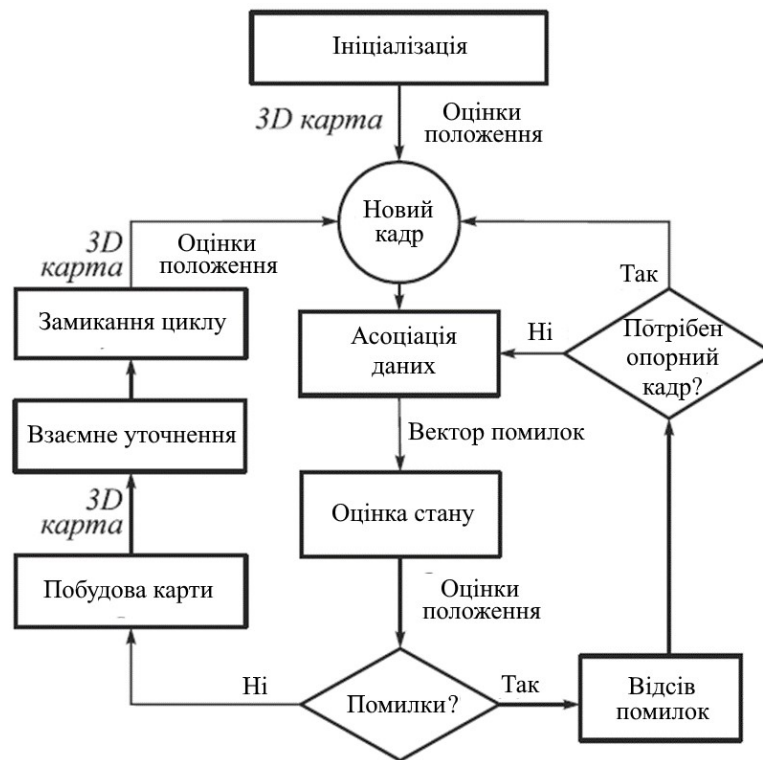 Ініціалізація
3D карта
Оцінки
положення
Новий
кадр
3D
карта
Оцінки
положення
Так
Замикання циклу
Асоціація
даних
Ні
Потрібен
опорний
кадр?
Взаємне уточнення
Вектор помилок
3D
карта
Оцінка стану
Побудова карти
Оцінки
положення
Ні
Помилки?
Так
Відсів
помилок